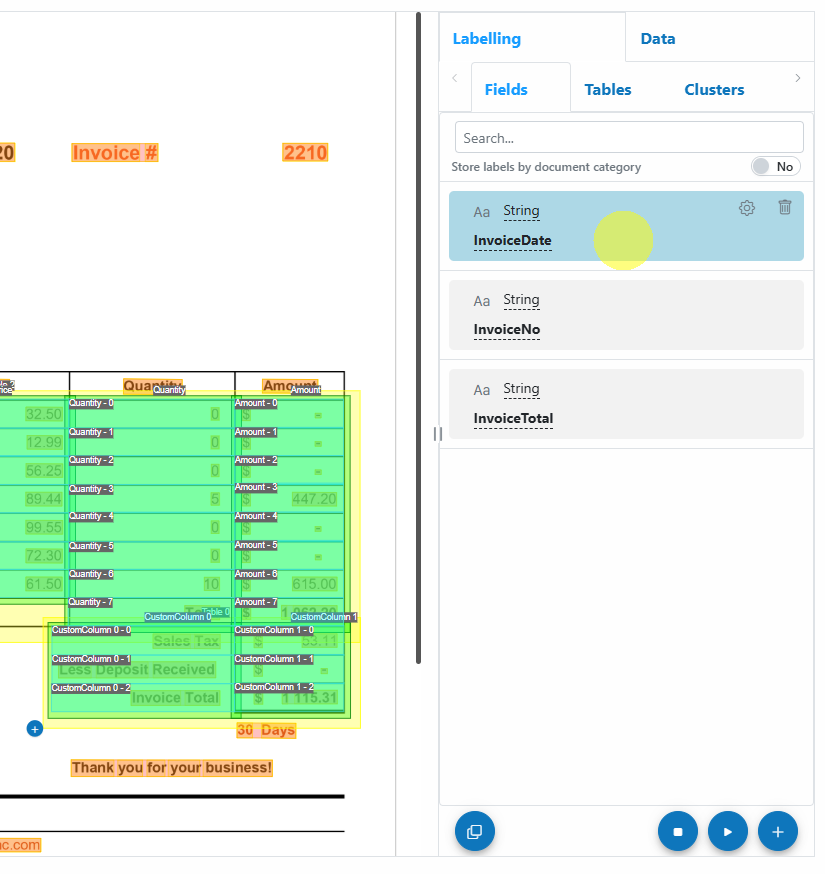 Labelling
Data
Fields
Tables
Clusters
Search...
Store labels by document category
No
Aa String
InvoiceDate
Aa String
InvoiceNo
Aa String
InvoiceTotal
20 Invoice # 2210
Quantity Amount
Quantity Amount
Quantity - 0 Amount - 0
32.50 0 $ -
Quantity - 1 Amount - 1
12.99 0 $ -
Quantity - 2 Amount - 2
56.25 0 $ -
Quantity - 3 Amount - 3
89.44 5 $ 447.20
Quantity - 4 Amount - 4
99.55 0 $ -
Quantity - 5 Amount - 5
72.30 0 $ -
Quantity - 6 Amount - 6
61.50 10 $ 615.00
Quantity - 7 Amount - 7
Table 0
$
CustomColumn 0 CustomColumn 1
CustomColumn 0 - 0 CustomColumn 1 - 0
Sales Tax $ 53.11
CustomColumn 0 - 1 CustomColumn 1 - 1
Less Deposit Received $ -
CustomColumn 0 - 2 CustomColumn 1 - 2
Invoice Total $ 1 115.31
30 Days
Thank you for your business!
c.com